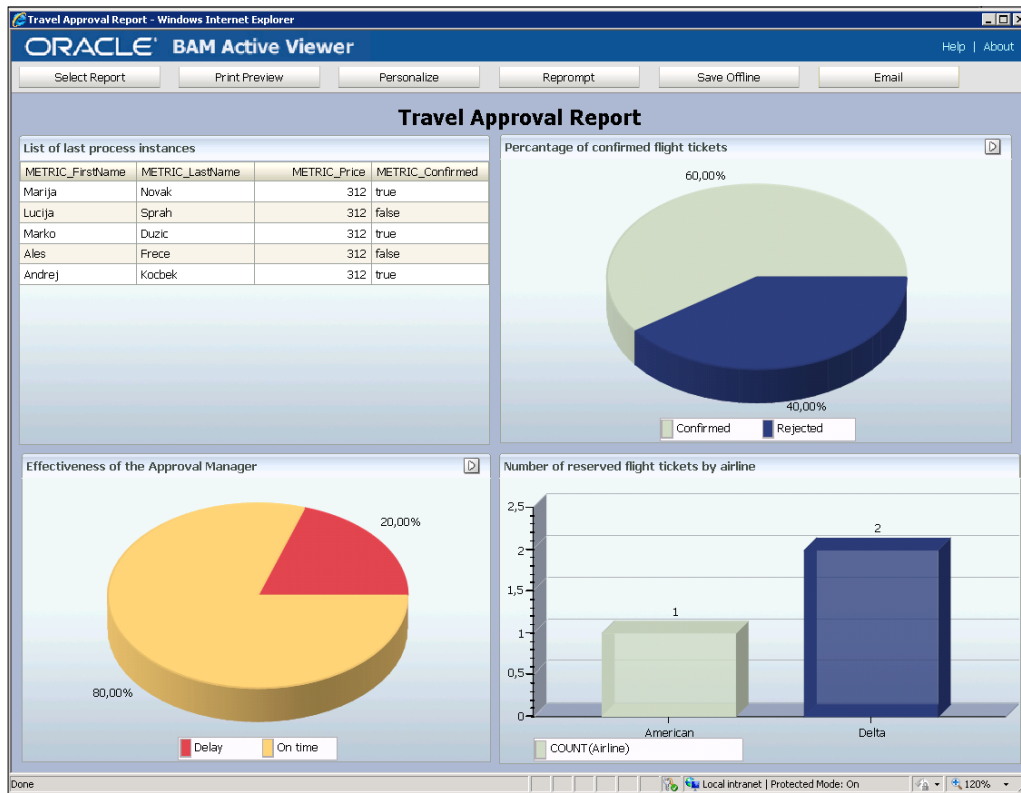 Travel Approval Report - Windows Internet Explorer
ORACLE BAM Active Viewer
Help | About
Select Report Print Preview Personalize Reprompt Save Offline Email
Travel Approval Report
List of last process instances
METRIC_FirstName METRIC_LastName METRIC_Price METRIC_Confirmed
Marija Novak 312 true
Lucija Sprah 312 false
Marko Duzic 312 true
Ales Frece 312 false
Andrej Kocbek 312 true
Percantage of confirmed flight tickets
60,00%
40,00%
Confirmed Rejected
Effectiveness of the Approval Manager
20,00%
80,00%
Delay On time
Number of reserved flight tickets by airline
2,5
2
1,5
1
0,5
0
1
2
American Delta
COUNT(Airline)
Done Local intranet | Protected Mode: On 120%